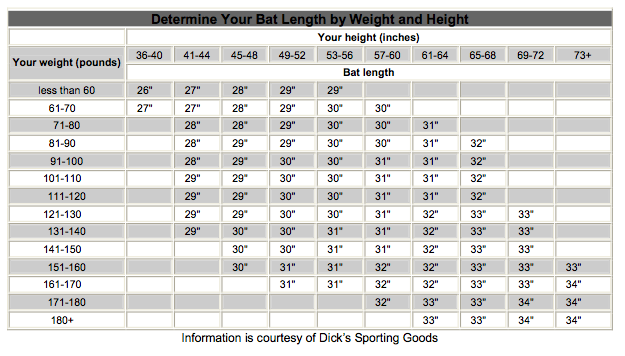 Determine Your Bat Length by Weight and Height
Your height (inches)
Your weight (pounds) 36-40 41-44 45-48 49-52 53-56 57-60 61-64 65-68 69-72 73+
Bat length
less than 60 26" 27" 28" 29" 29"
61-70 27" 27" 28" 29" 30" 30"
71-80 28" 28" 29" 30" 30" 31"
81-90 28" 29" 29" 30" 30" 31" 32"
91-100 28" 29" 30" 30" 31" 31" 32"
101-110 29" 29" 30" 30" 31" 31" 32"
111-120 29" 29" 30" 30" 31" 31" 32"
121-130 29" 29" 30" 30" 31" 32" 33" 33"
131-140 29" 30" 30" 31" 31" 32" 33" 33"
141-150 30" 30" 31" 31" 32" 33" 33"
151-160 30" 31" 31" 32" 32" 33" 33" 33"
161-170 31" 31" 32" 32" 33" 33" 34"
171-180 32" 33" 33" 34" 34"
180+ 33" 33" 34" 34"
Information is courtesy of Dick's Sporting Goods